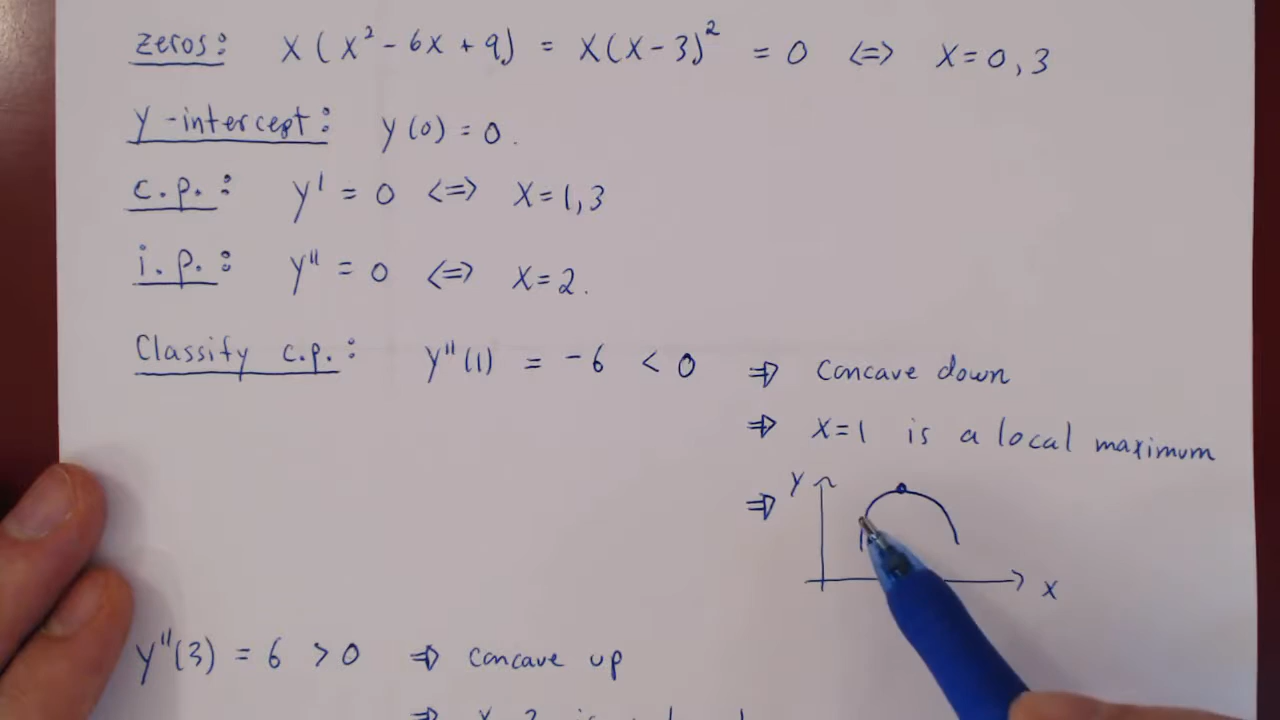 zeros: x(x² - 6x + 9) = x(x-3)² = 0 <=> x=0,3
y-intercept: y(0) = 0.
c.p.: y' = 0 <=> x=1,3
i.p.: y" = 0 <=> x=2.
Classify c.p.: y"(1) = -6 < 0 => concave down
=> x=1 is a local maximum
=> y
x
y"(3) = 6 > 0 => concave up